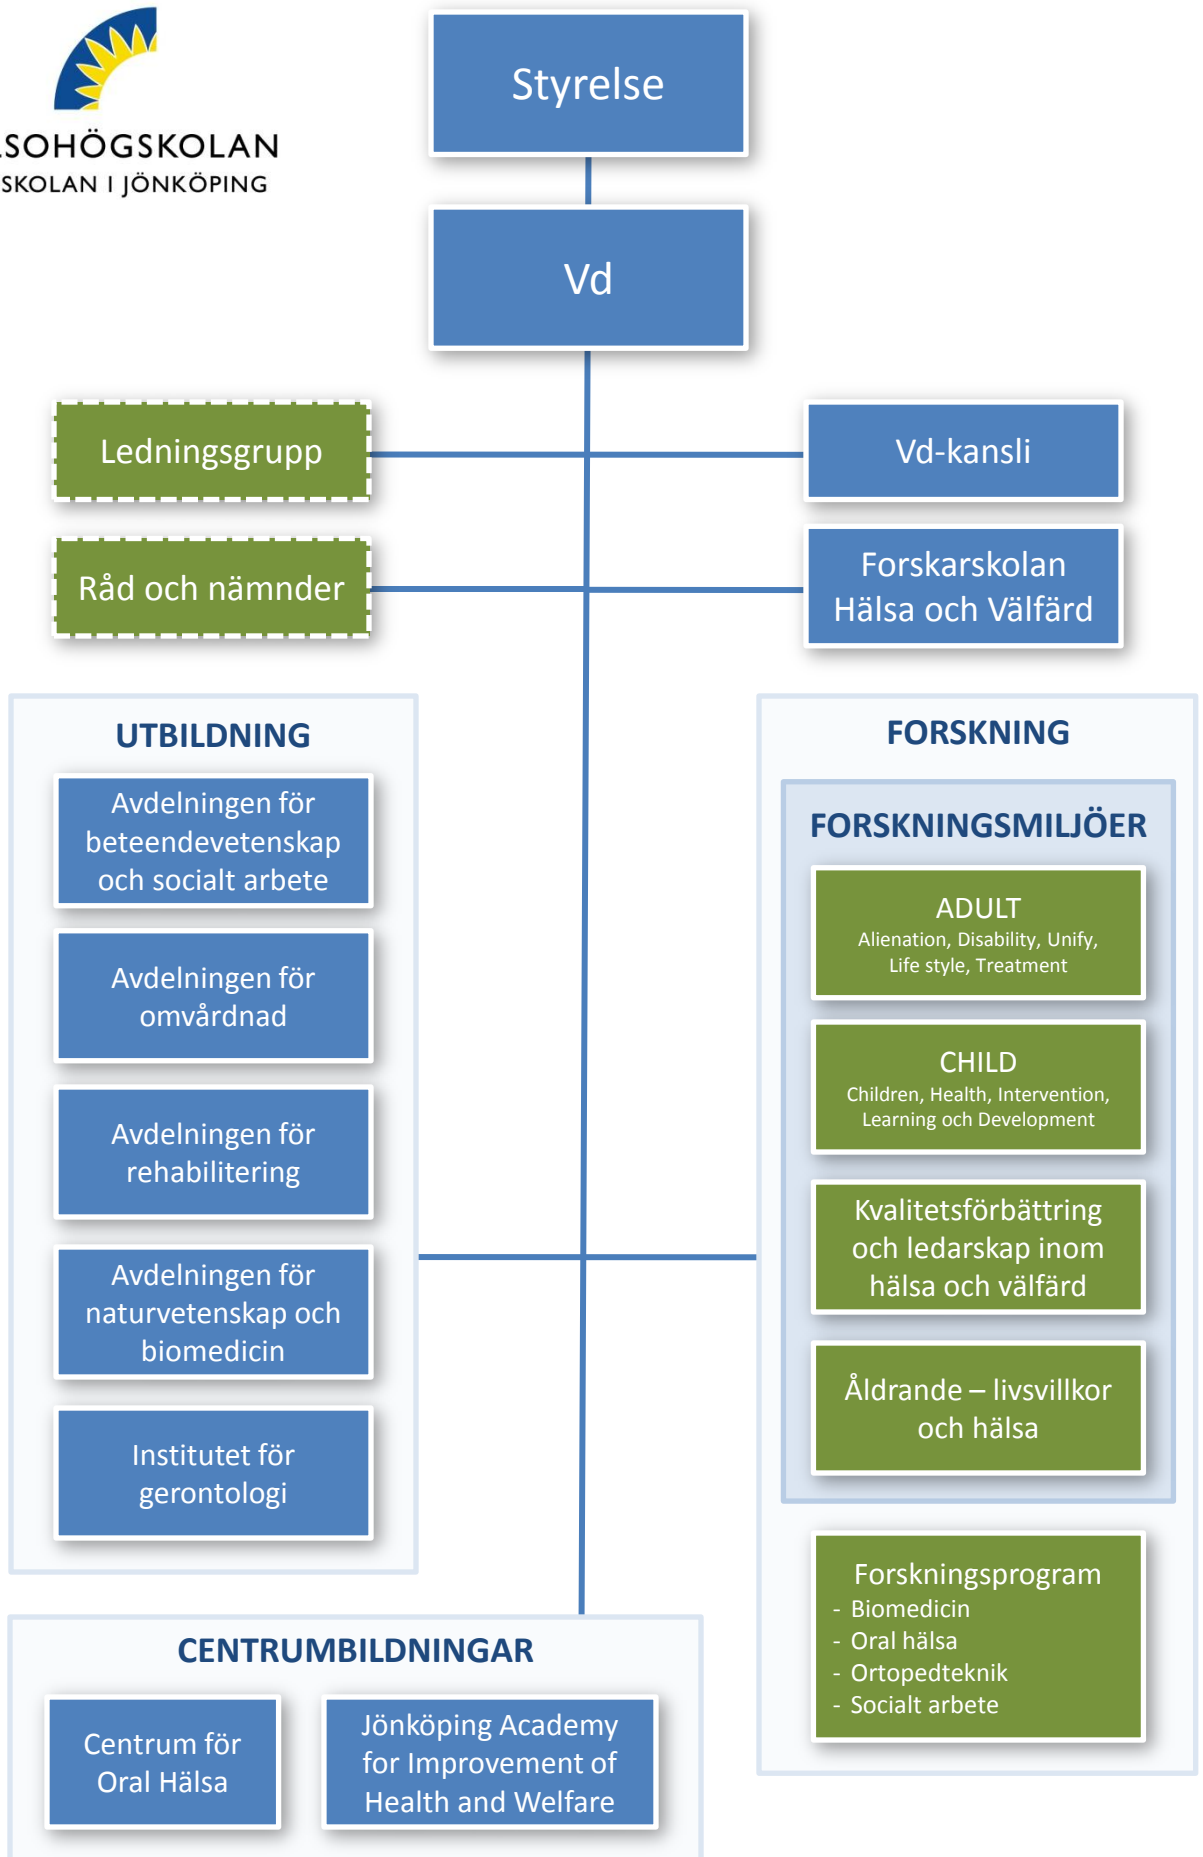 LSOHÖGSKOLAN
SKOLAN I JÖNKÖPING
Styrelse
Vd
Ledningsgrupp
Vd-kansli
Råd och nämnder
Forskarskolan
Hälsa och Välfärd
UTBILDNING
Avdelningen för
beteendevetenskap
och socialt arbete
Avdelningen för
omvårdnad
Avdelningen för
rehabilitering
Avdelningen för
naturvetenskap och
biomedicin
Institutet för
gerontologi
FORSKNING
FORSKNINGSMILJÖER
ADULT
Alienation, Disability, Unify,
Life style, Treatment
CHILD
Children, Health, Intervention,
Learning och Development
Kvalitetsförbättring
och ledarskap inom
hälsa och välfärd
Åldrande – livsvillkor
och hälsa
Forskningsprogram
- Biomedicin
- Oral hälsa
- Ortopedteknik
- Socialt arbete
CENTRUMBILDNINGAR
Centrum för
Oral Hälsa
Jönköping Academy
for Improvement of
Health and Welfare